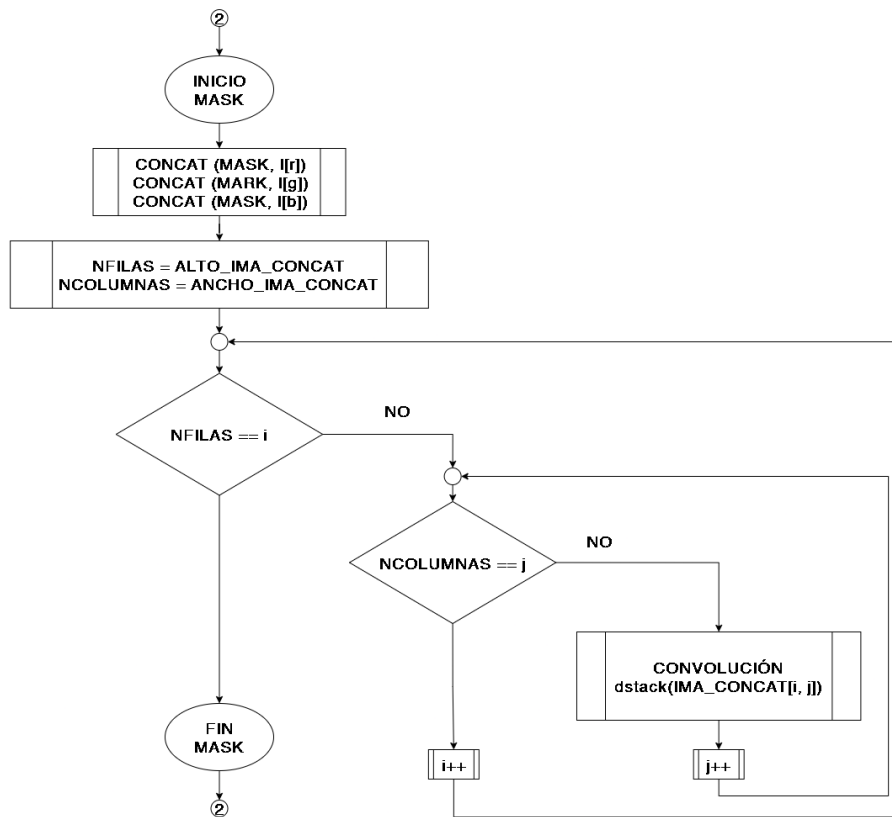 2
INICIO
MASK
CONCAT (MASK, I[r])
CONCAT (MARK, I[g])
CONCAT (MASK, I[b])
NFILAS = ALTO_IMA_CONCAT
NCOLUMNAS = ANCHO_IMA_CONCAT
NFILAS == i
NO
NCOLUMNAS == j
NO
CONVOLUCIÓN
dstack(IMA_CONCAT[i, j])
FIN
MASK
i++
j++
2